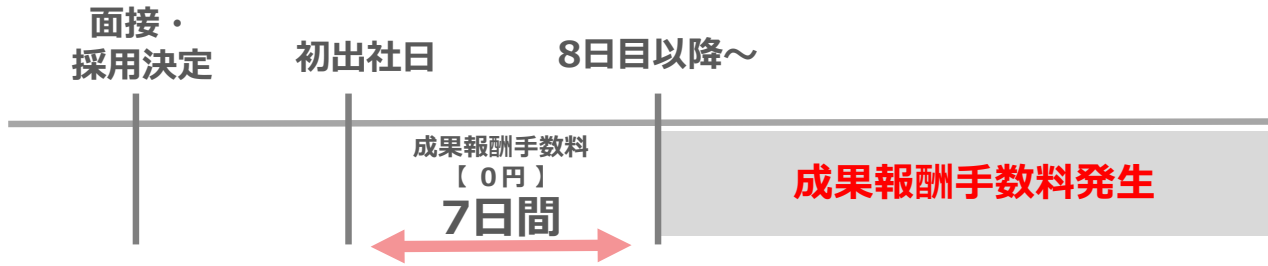 面接・
採用決定
初出社日
8日目以降～
成果報酬手数料
【 0円 】
7日間
成果報酬手数料発生